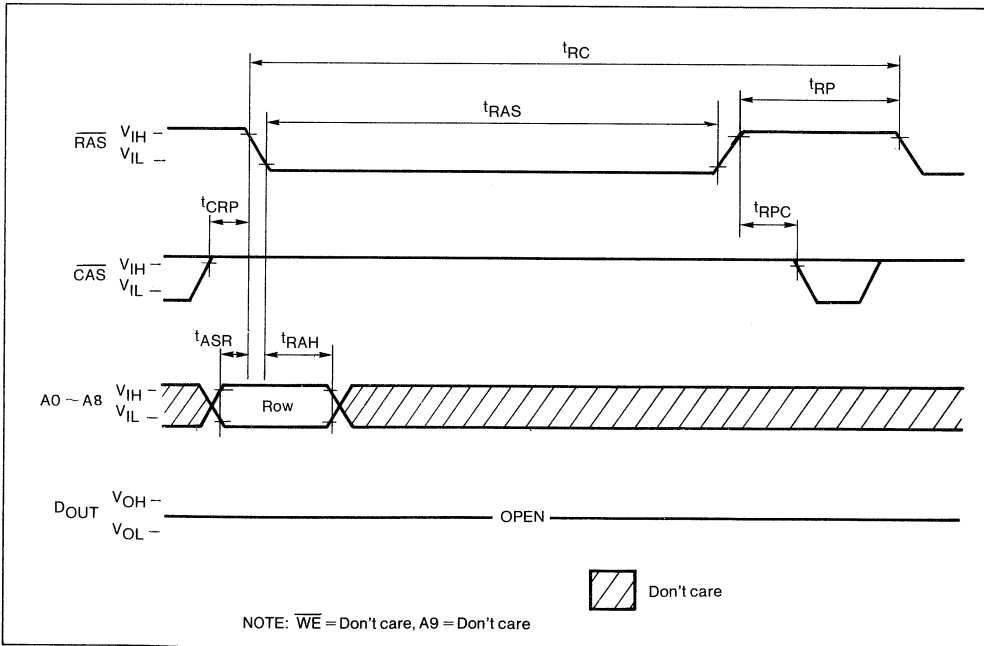 tRC
tRP
tRAS
RAS VIH
VIL
tCRP
tRPC
CAS VIH
VIL
tASR
tRAH
A0 ~ A8 VIH
VIL
Row
DOUT VOH
VOL
OPEN
Don't care
NOTE: WE = Don't care, A9 = Don't care